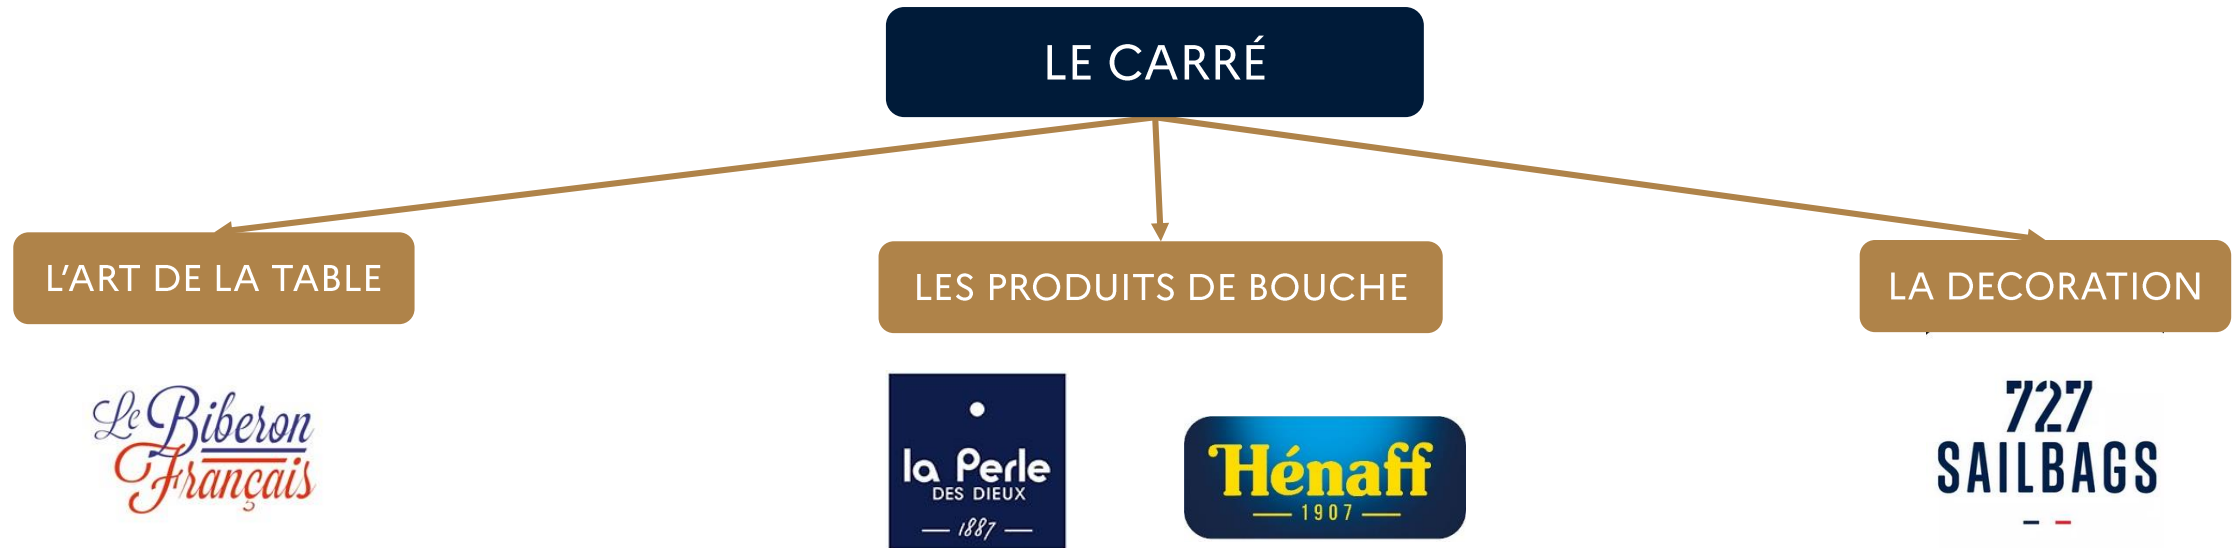 LE CARRÉ
L'ART DE LA TABLE
LES PRODUITS DE BOUCHE
LA DECORATION
Le Biberon
Français
la Perle
DES DIEUX
1887
Hénaff
1907
727
SAILBAGS